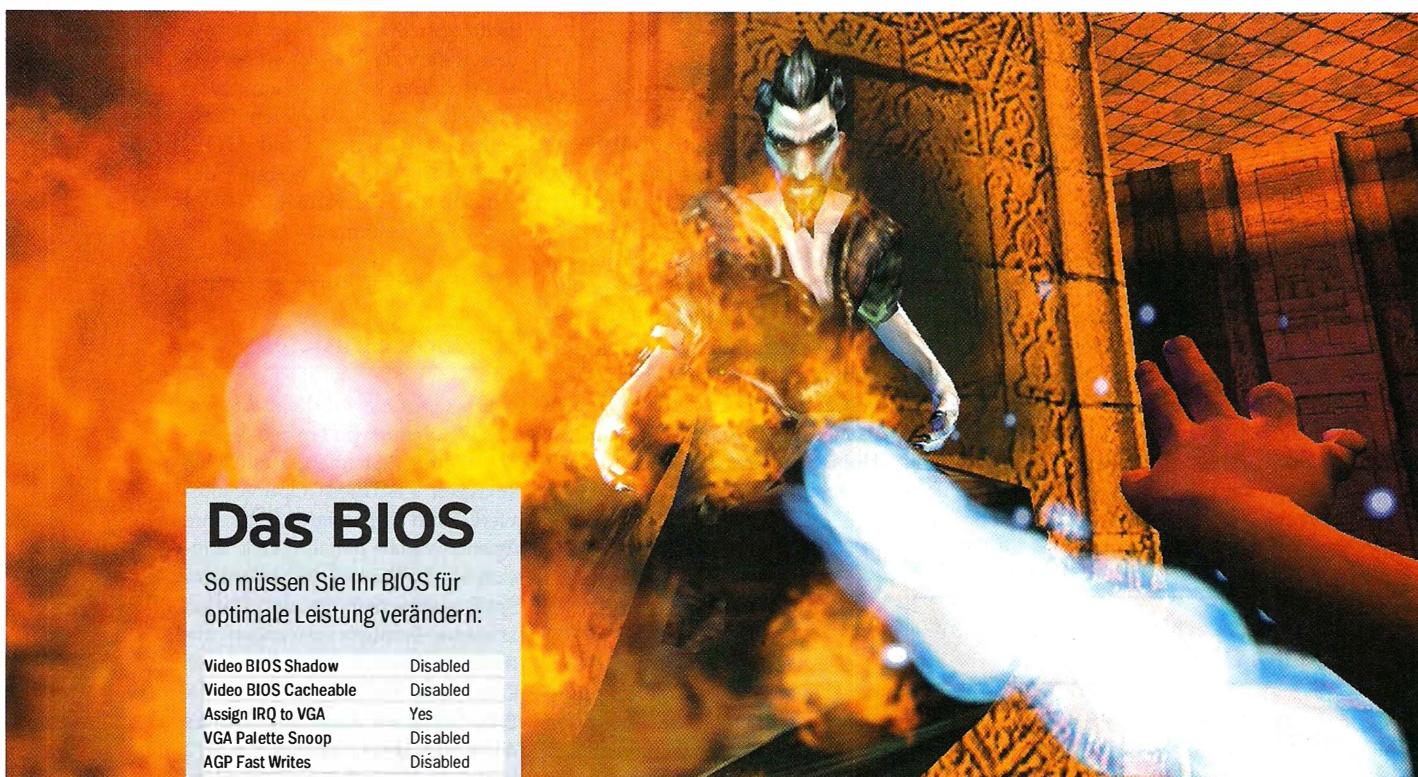 Das BIOS
So müssen Sie Ihr BIOS für
optimale Leistung verändern:
Video BIOS Shadow Disabled
Video BIOS Cacheable Disabled
Assign IRQ to VGA Yes
VGA Palette Snoop Disabled
AGP Fast Writes Disabled